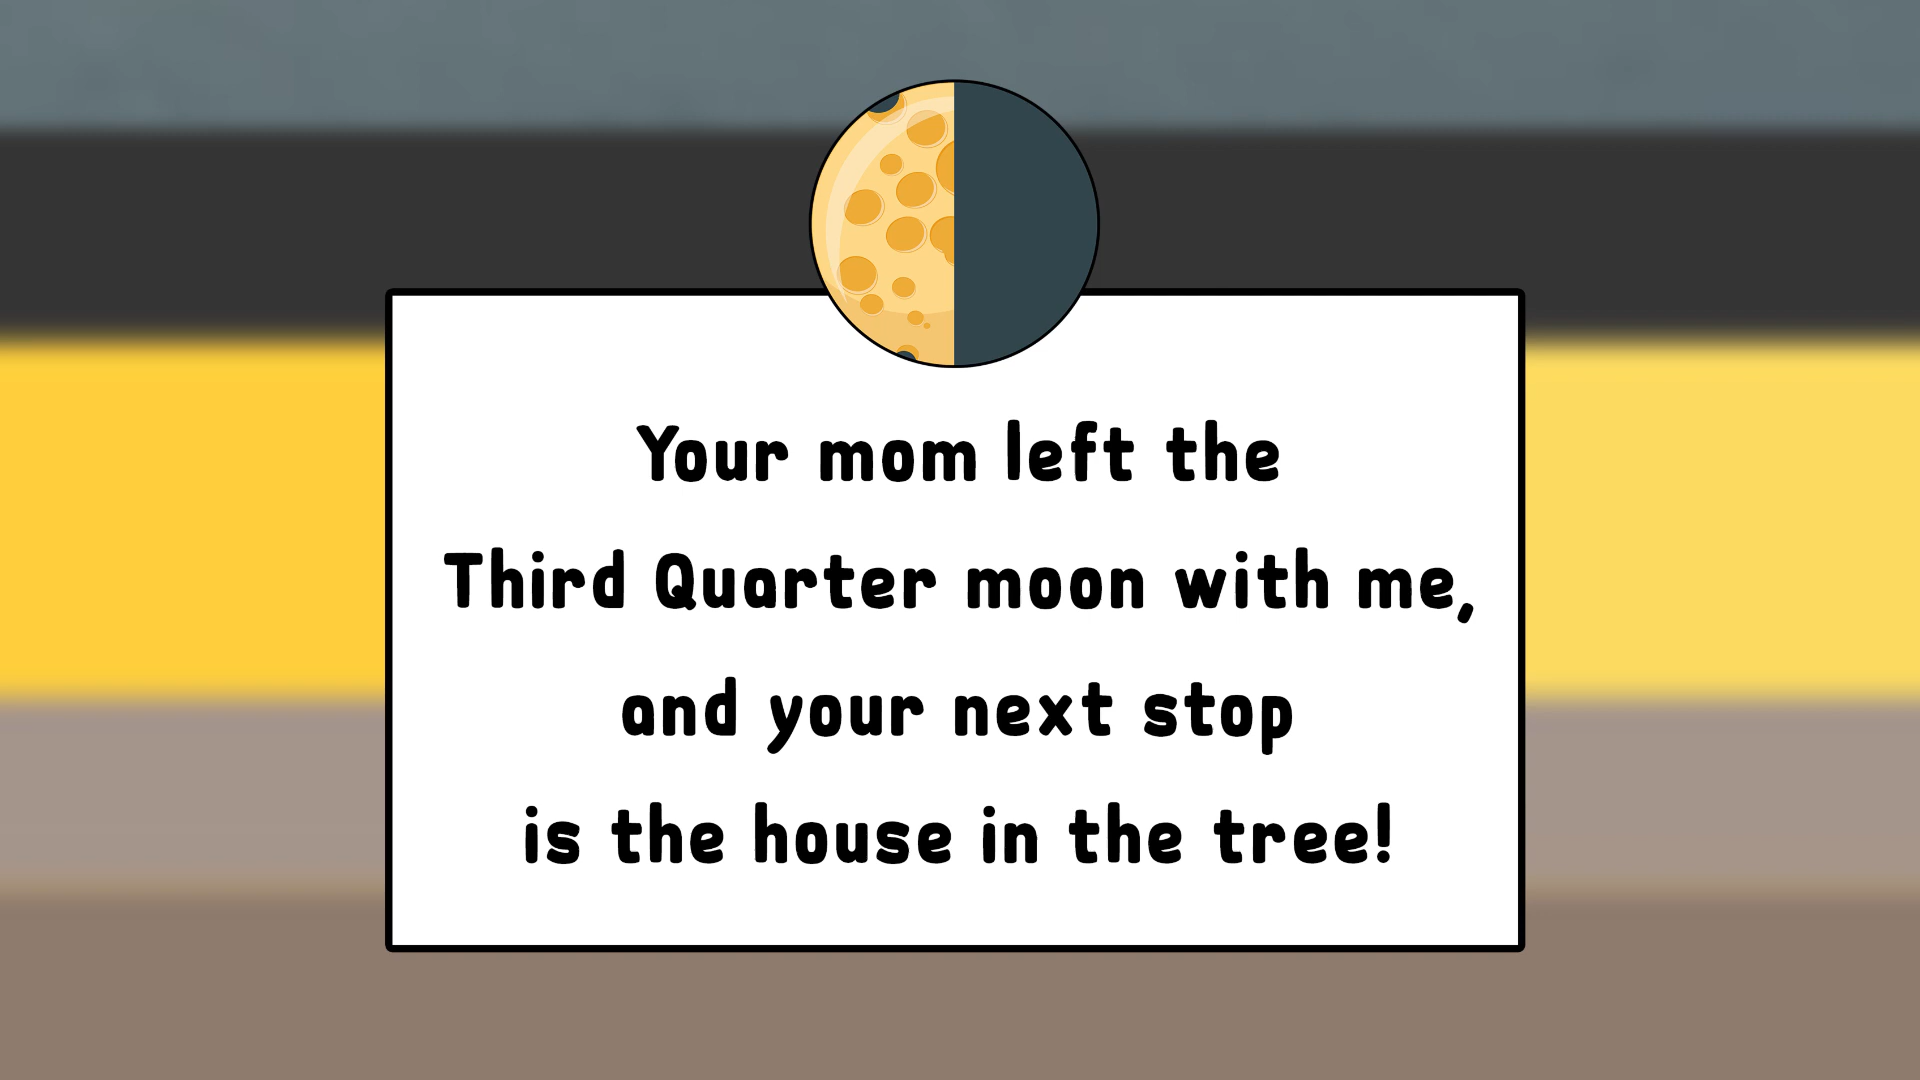 Your mom left the
Third Quarter moon with me,
and your next stop
is the house in the tree!